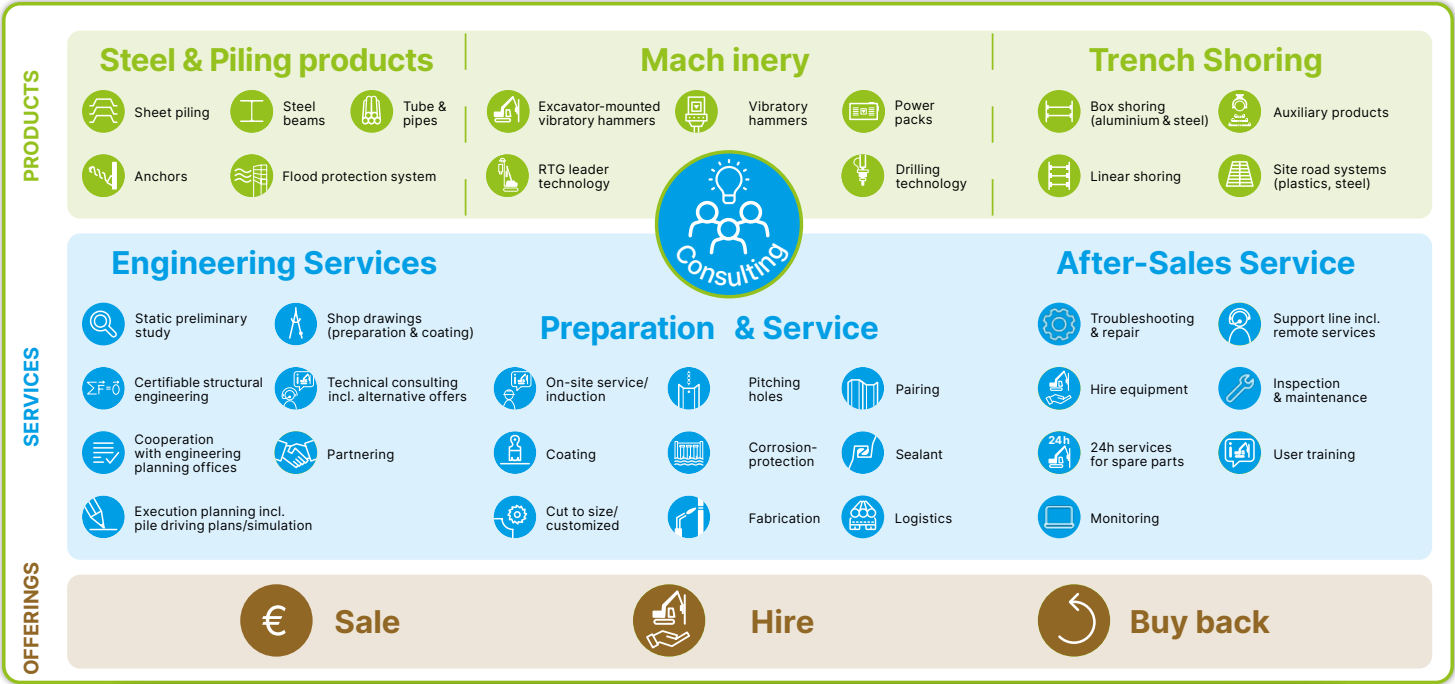 PRODUCTS
Steel & Piling products
Sheet piling
Steel
beams
Tube &
pipes
Anchors
Flood protection system
Mach inery
Excavator-mounted
vibratory hammers
Vibratory
hammers
Power
packs
RTG leader
technology
Drilling
technology
Trench Shoring
Box shoring
(aluminium & steel)
Auxiliary products
Linear shoring
Site road systems
(plastics, steel)
Consulting
SERVICES
Engineering Services
Static preliminary
study
Shop drawings
(preparation & coating)
ΣF=0
Certifiable structural
engineering
Technical consulting
incl. alternative offers
Cooperation
with engineering
planning offices
Partnering
Execution planning incl.
pile driving plans/simulation
Preparation & Service
On-site service/
induction
Pitching
holes
Pairing
Coating
Corrosion-
protection
Sealant
Cut to size/
customized
Fabrication
Logistics
After-Sales Service
Troubleshooting
& repair
Support line incl.
remote services
Hire equipment
Inspection
& maintenance
24h
24h services
for spare parts
User training
Monitoring
OFFERINGS
€
Sale
Hire
Buy back